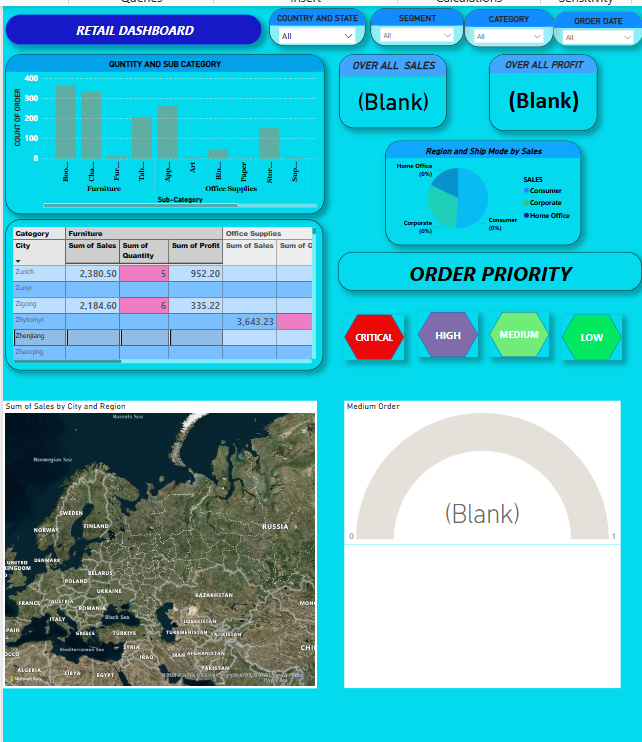 Queries Insert Calculations Sensitivity
RETAIL DASHBOARD
COUNTRY AND STATE
All
SEGMENT
All
CATEGORY
All
ORDER DATE
All
QUNTITY AND SUB CATEGORY
COUNT OF ORDER
400
300
200
100
0
Boo...
Cha...
Fur...
Tab...
App...
Art
Bin...
Paper
Stor...
Sup...
Furniture
Office Supplies
Sub-Category
OVER ALL SALES
(Blank)
OVER ALL PROFIT
(Blank)
Region and Ship Mode by Sales
Home Office
(0%)
Corporate
(0%)
Consumer
(0%)
SALES
Consumer
Corporate
Home Office
Category Furniture Office Supplies
City Sum of Sales Sum of Quantity Sum of Profit Sum of Sales Sum of Q
Zurich 2,380.50 5 952.20
Zunyi
Zigong 2,184.60 6 335.22
Zhytomyr 3,643.23
Zhenjiang
Zhaoqing
ORDER PRIORITY
CRITICAL
HIGH
MEDIUM
LOW
Sum of Sales by City and Region
Barents Sea
Norwegian Sea
SWEDEN
FINLAND
NORWAY
RUSSIA
UNITED
KINGDOM
DENMARK
BELARUS
POLAND
UKRAINE
KAZAKHSTAN
FRANCE
AUSTRIA
ROMANIA
MON
ITALY
Black Sea
UZBEKISTAN
PAIN
GREECE
TÜRKİYE
TURKMENISTAN
TAJIKISTAN
Mediterranean Sea
SYRIA
CHI
OCCO
IRAQ
IRAN
AFGHANISTAN
ALGERIA
LIBYA
EGYPT
PAKISTAN
Microsoft Bing
Medium Order
(Blank)
0
1